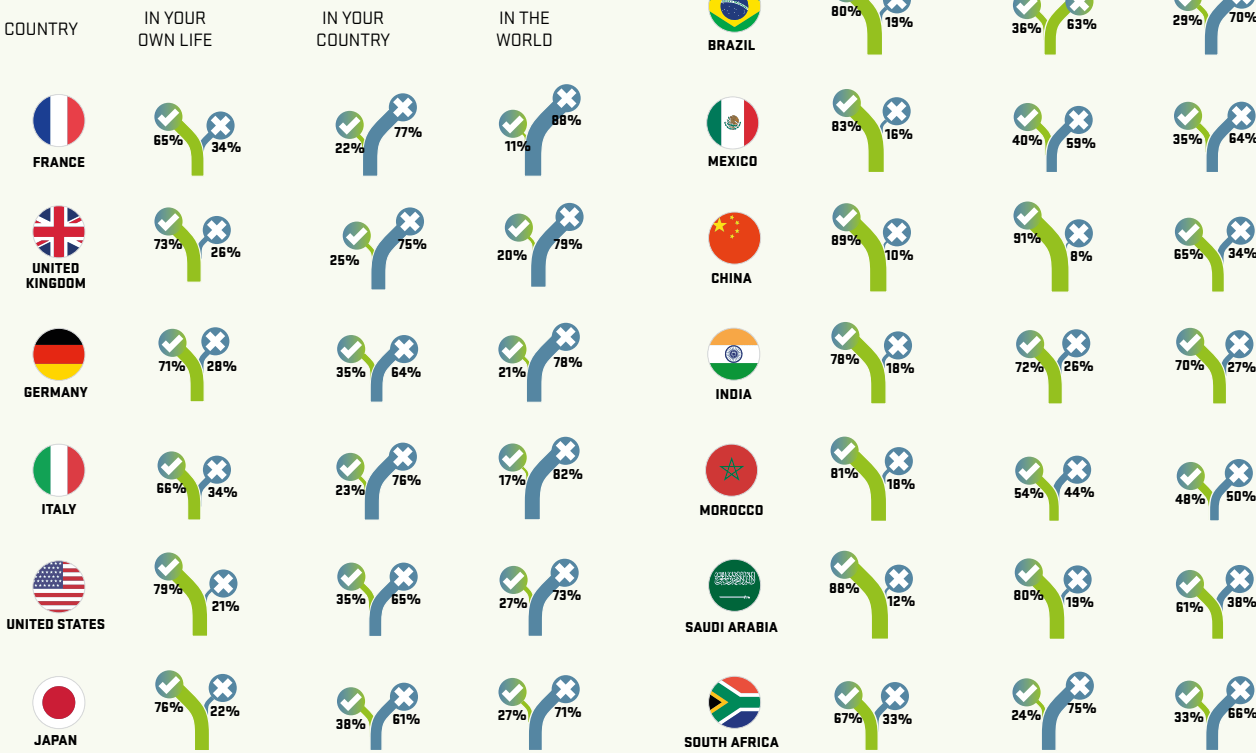 COUNTRY
IN YOUR
OWN LIFE
IN YOUR
COUNTRY
IN THE
WORLD
FRANCE
65% 34% 22% 77% 11% 88%
UNITED
KINGDOM
73% 26% 25% 75% 20% 79%
GERMANY
71% 28% 35% 64% 21% 78%
ITALY
66% 34% 23% 76% 17% 82%
UNITED STATES
79% 21% 35% 65% 27% 73%
JAPAN
76% 22% 38% 61% 27% 71%
BRAZIL
80% 19% 36% 63% 29% 70%
MEXICO
83% 16% 40% 59% 35% 64%
CHINA
89% 10% 91% 8% 65% 34%
INDIA
78% 18% 72% 26% 70% 27%
MOROCCO
81% 18% 54% 44% 48% 50%
SAUDI ARABIA
88% 12% 80% 19% 61% 38%
SOUTH AFRICA
67% 33% 24% 75% 33% 66%